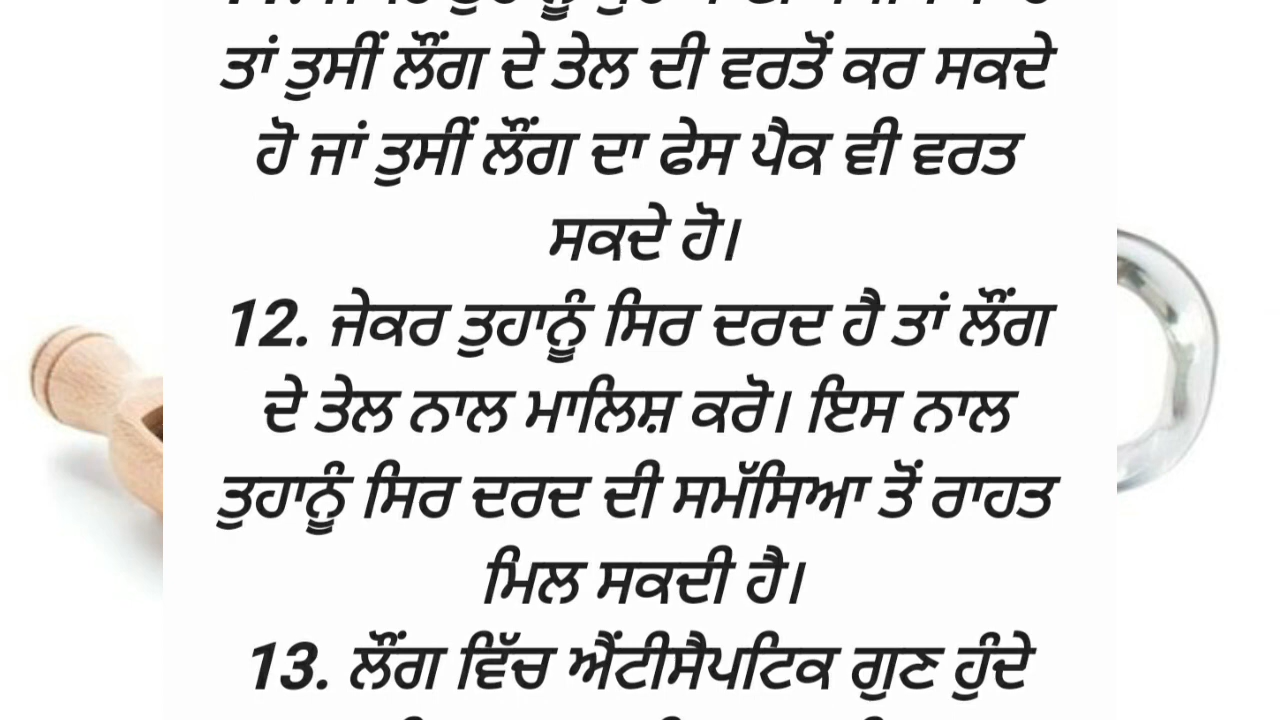 ਤਾਂ ਤੁਸੀਂ ਲੌਂਗ ਦੇ ਤੇਲ ਦੀ ਵਰਤੋਂ ਕਰ ਸਕਦੇ
ਹੋ ਜਾਂ ਤੁਸੀਂ ਲੌਂਗ ਦਾ ਫੇਸ ਪੈਕ ਵੀ ਵਰਤ
ਸਕਦੇ ਹੋ।
12. ਜੇਕਰ ਤੁਹਾਨੂੰ ਸਿਰ ਦਰਦ ਹੈ ਤਾਂ ਲੌਂਗ
ਦੇ ਤੇਲ ਨਾਲ ਮਾਲਿਸ਼ ਕਰੋ। ਇਸ ਨਾਲ
ਤੁਹਾਨੂੰ ਸਿਰ ਦਰਦ ਦੀ ਸਮੱਸਿਆ ਤੋਂ ਰਾਹਤ
ਮਿਲ ਸਕਦੀ ਹੈ।
13. ਲੌਂਗ ਵਿੱਚ ਐਂਟੀਸੈਪਟਿਕ ਗੁਣ ਹੁੰਦੇ